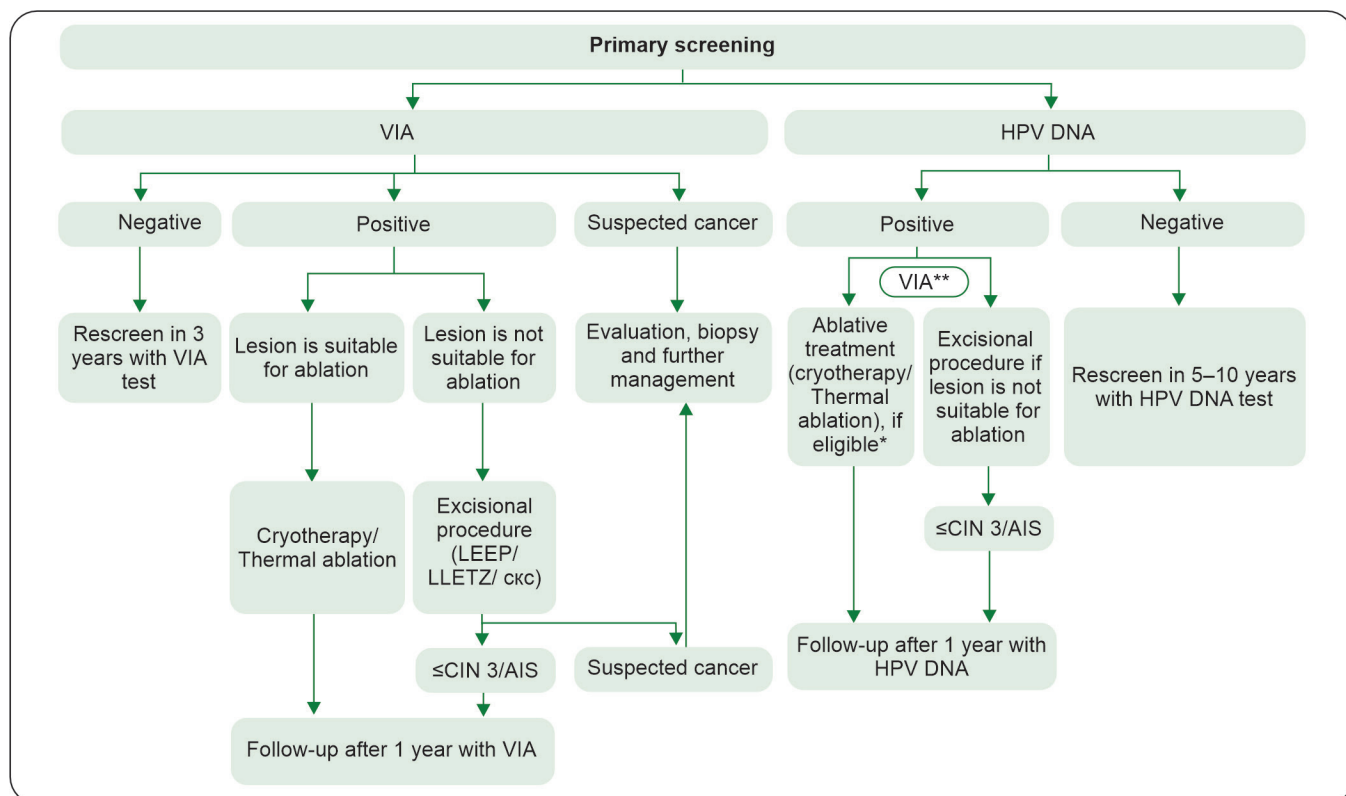 Primary screening
VIA
HPV DNA
Negative
Positive
Suspected cancer
Positive
Negative
VIA**
Rescreen in 3
years with VIA
test
Lesion is suitable
for ablation
Lesion is not
suitable for
ablation
Evaluation, biopsy
and further
management
Ablative
treatment
(cryotherapy/
Thermal
ablation), if
eligible*
Excisional
procedure if
lesion is not
suitable for
ablation
Rescreen in 5–10 years
with HPV DNA test
Cryotherapy/
Thermal ablation
Excisional
procedure
(LEEP/
LLETZ/ скс)
≤CIN 3/AIS
≤CIN 3/AIS
Suspected cancer
Follow-up after 1 year with
HPV DNA
Follow-up after 1 year with VIA